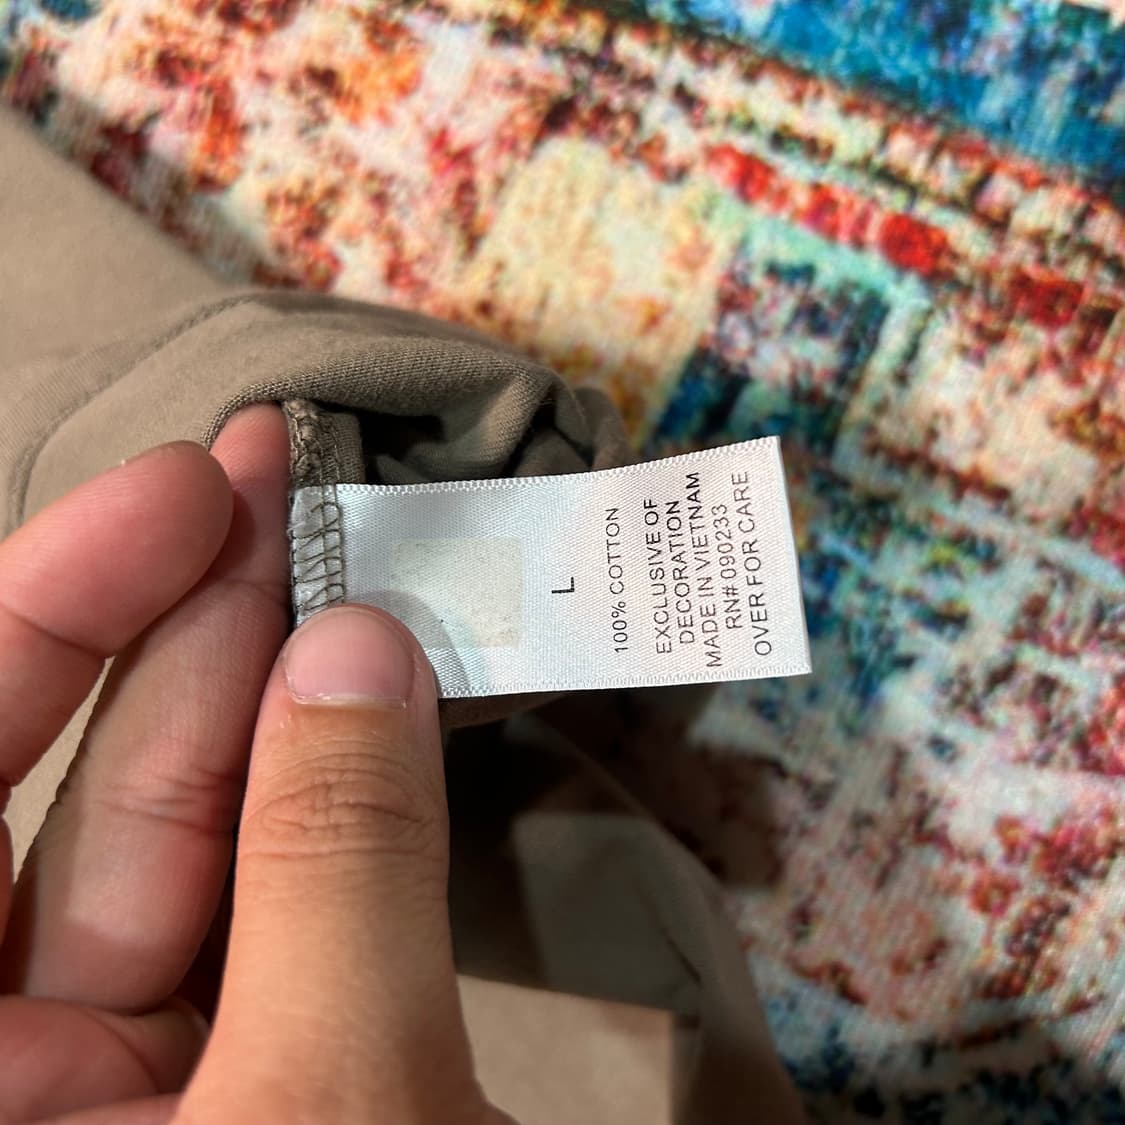 L
100% COTTON
EXCLUSIVE OF
DECORATION
MADE IN VIETNAM
RN# 090233
OVER FOR CARE